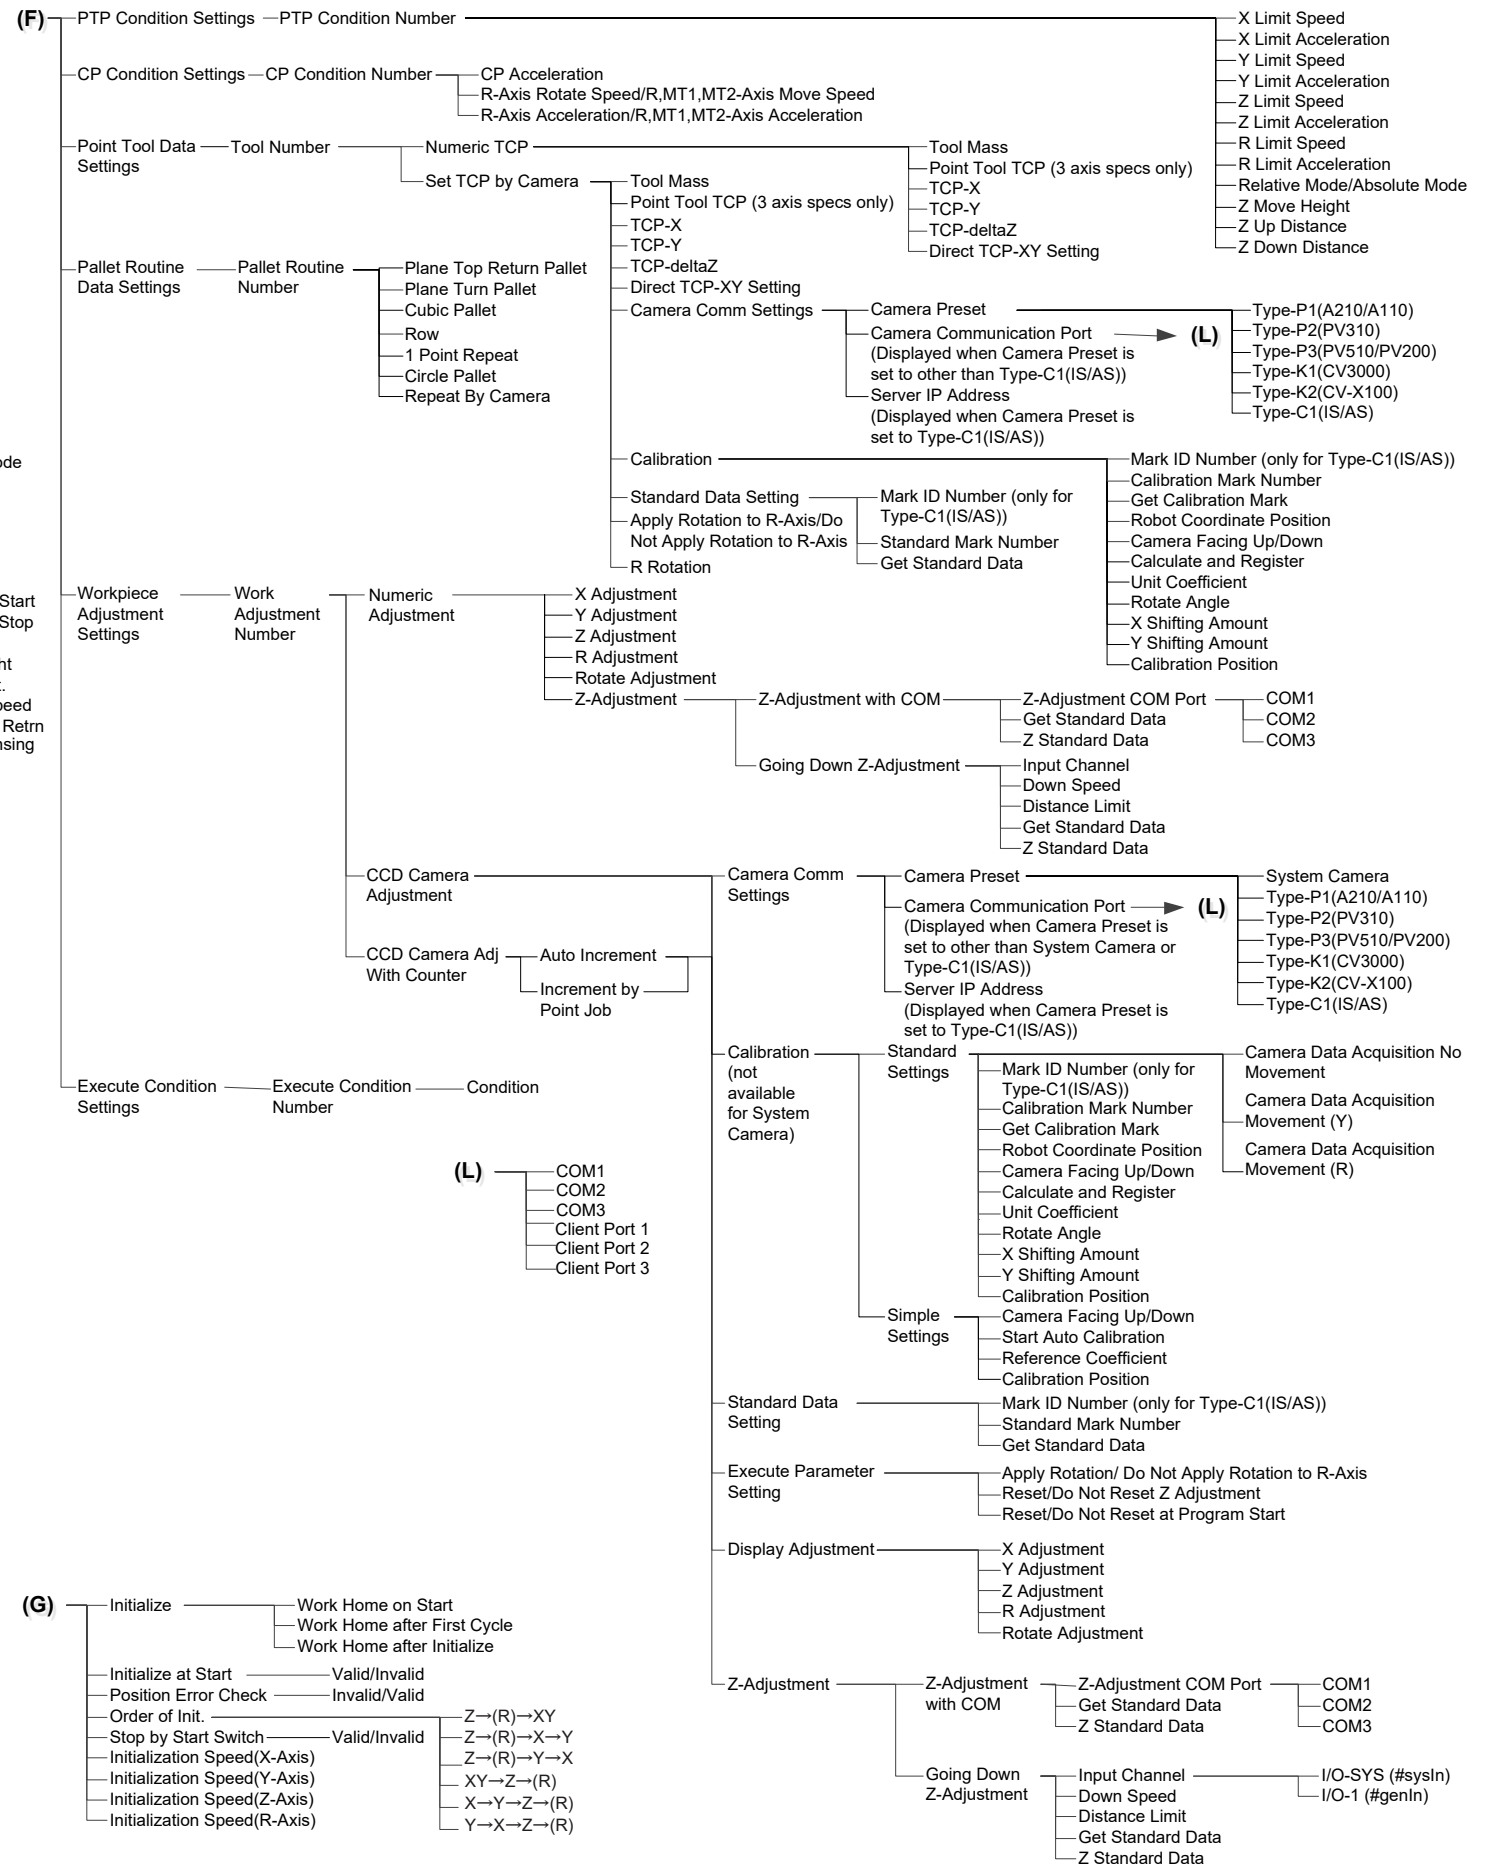 (F)
PTP Condition Settings
PTP Condition Number
X Limit Speed
X Limit Acceleration
Y Limit Speed
Y Limit Acceleration
Z Limit Speed
Z Limit Acceleration
R Limit Speed
R Limit Acceleration
Relative Mode/Absolute Mode
Z Move Height
Z Up Distance
Z Down Distance
CP Condition Settings
CP Condition Number
CP Acceleration
R-Axis Rotate Speed/R,MT1,MT2-Axis Move Speed
R-Axis Acceleration/R,MT1,MT2-Axis Acceleration
Point Tool Data
Settings
Tool Number
Numeric TCP
Tool Mass
Point Tool TCP (3 axis specs only)
TCP-X
TCP-Y
TCP-deltaZ
Direct TCP-XY Setting
Set TCP by Camera
Tool Mass
Point Tool TCP (3 axis specs only)
TCP-X
TCP-Y
TCP-deltaZ
Direct TCP-XY Setting
Camera Comm Settings
Camera Preset
Type-P1(A210/A110)
Type-P2(PV310)
Type-P3(PV510/PV200)
Type-K1(CV3000)
Type-K2(CV-X100)
Type-C1(IS/AS)
Camera Communication Port
(L)
(Displayed when Camera Preset is
set to other than Type-C1(IS/AS))
Server IP Address
(Displayed when Camera Preset is
set to Type-C1(IS/AS))
Calibration
Mark ID Number (only for Type-C1(IS/AS))
Calibration Mark Number
Get Calibration Mark
Robot Coordinate Position
Camera Facing Up/Down
Calculate and Register
Unit Coefficient
Rotate Angle
X Shifting Amount
Y Shifting Amount
Calibration Position
Standard Data Setting
Mark ID Number (only for
Type-C1(IS/AS))
Standard Mark Number
Get Standard Data
Apply Rotation to R-Axis/Do
Not Apply Rotation to R-Axis
R Rotation
Pallet Routine
Data Settings
Pallet Routine
Number
Plane Top Return Pallet
Plane Turn Pallet
Cubic Pallet
Row
1 Point Repeat
Circle Pallet
Repeat By Camera
ode
Start
Stop
ht
t.
peed
Retrn
nsing
Workpiece
Adjustment
Settings
Work
Adjustment
Number
Numeric
Adjustment
X Adjustment
Y Adjustment
Z Adjustment
R Adjustment
Rotate Adjustment
Z-Adjustment
Z-Adjustment with COM
Z-Adjustment COM Port
COM1
COM2
COM3
Get Standard Data
Z Standard Data
Going Down Z-Adjustment
Input Channel
Down Speed
Distance Limit
Get Standard Data
Z Standard Data
CCD Camera
Adjustment
CCD Camera Adj
With Counter
Auto Increment
Increment by
Point Job
Camera Comm
Settings
Camera Preset
System Camera
Type-P1(A210/A110)
Type-P2(PV310)
Type-P3(PV510/PV200)
Type-K1(CV3000)
Type-K2(CV-X100)
Type-C1(IS/AS)
Camera Communication Port
(L)
(Displayed when Camera Preset is
set to other than System Camera or
Type-C1(IS/AS))
Server IP Address
(Displayed when Camera Preset is
set to Type-C1(IS/AS))
Calibration
(not
available
for System
Camera)
Standard
Settings
Camera Data Acquisition No
Movement
Camera Data Acquisition
Movement (Y)
Camera Data Acquisition
Movement (R)
Mark ID Number (only for
Type-C1(IS/AS))
Calibration Mark Number
Get Calibration Mark
Robot Coordinate Position
Camera Facing Up/Down
Calculate and Register
Unit Coefficient
Rotate Angle
X Shifting Amount
Y Shifting Amount
Calibration Position
Simple
Settings
Camera Facing Up/Down
Start Auto Calibration
Reference Coefficient
Calibration Position
Standard Data
Setting
Mark ID Number (only for Type-C1(IS/AS))
Standard Mark Number
Get Standard Data
Execute Parameter
Setting
Apply Rotation/ Do Not Apply Rotation to R-Axis
Reset/Do Not Reset Z Adjustment
Reset/Do Not Reset at Program Start
Display Adjustment
X Adjustment
Y Adjustment
Z Adjustment
R Adjustment
Rotate Adjustment
Z-Adjustment
Z-Adjustment
with COM
Z-Adjustment COM Port
COM1
COM2
COM3
Get Standard Data
Z Standard Data
Going Down
Z-Adjustment
Input Channel
I/O-SYS (#sysIn)
I/O-1 (#genIn)
Down Speed
Distance Limit
Get Standard Data
Z Standard Data
Execute Condition
Settings
Execute Condition
Number
Condition
(L)
COM1
COM2
COM3
Client Port 1
Client Port 2
Client Port 3
(G)
Initialize
Work Home on Start
Work Home after First Cycle
Work Home after Initialize
Initialize at Start
Valid/Invalid
Position Error Check
Invalid/Valid
Order of Init.
Z→(R)→XY
Z→(R)→X→Y
Z→(R)→Y→X
XY→Z→(R)
X→Y→Z→(R)
Y→X→Z→(R)
Stop by Start Switch
Valid/Invalid
Initialization Speed(X-Axis)
Initialization Speed(Y-Axis)
Initialization Speed(Z-Axis)
Initialization Speed(R-Axis)